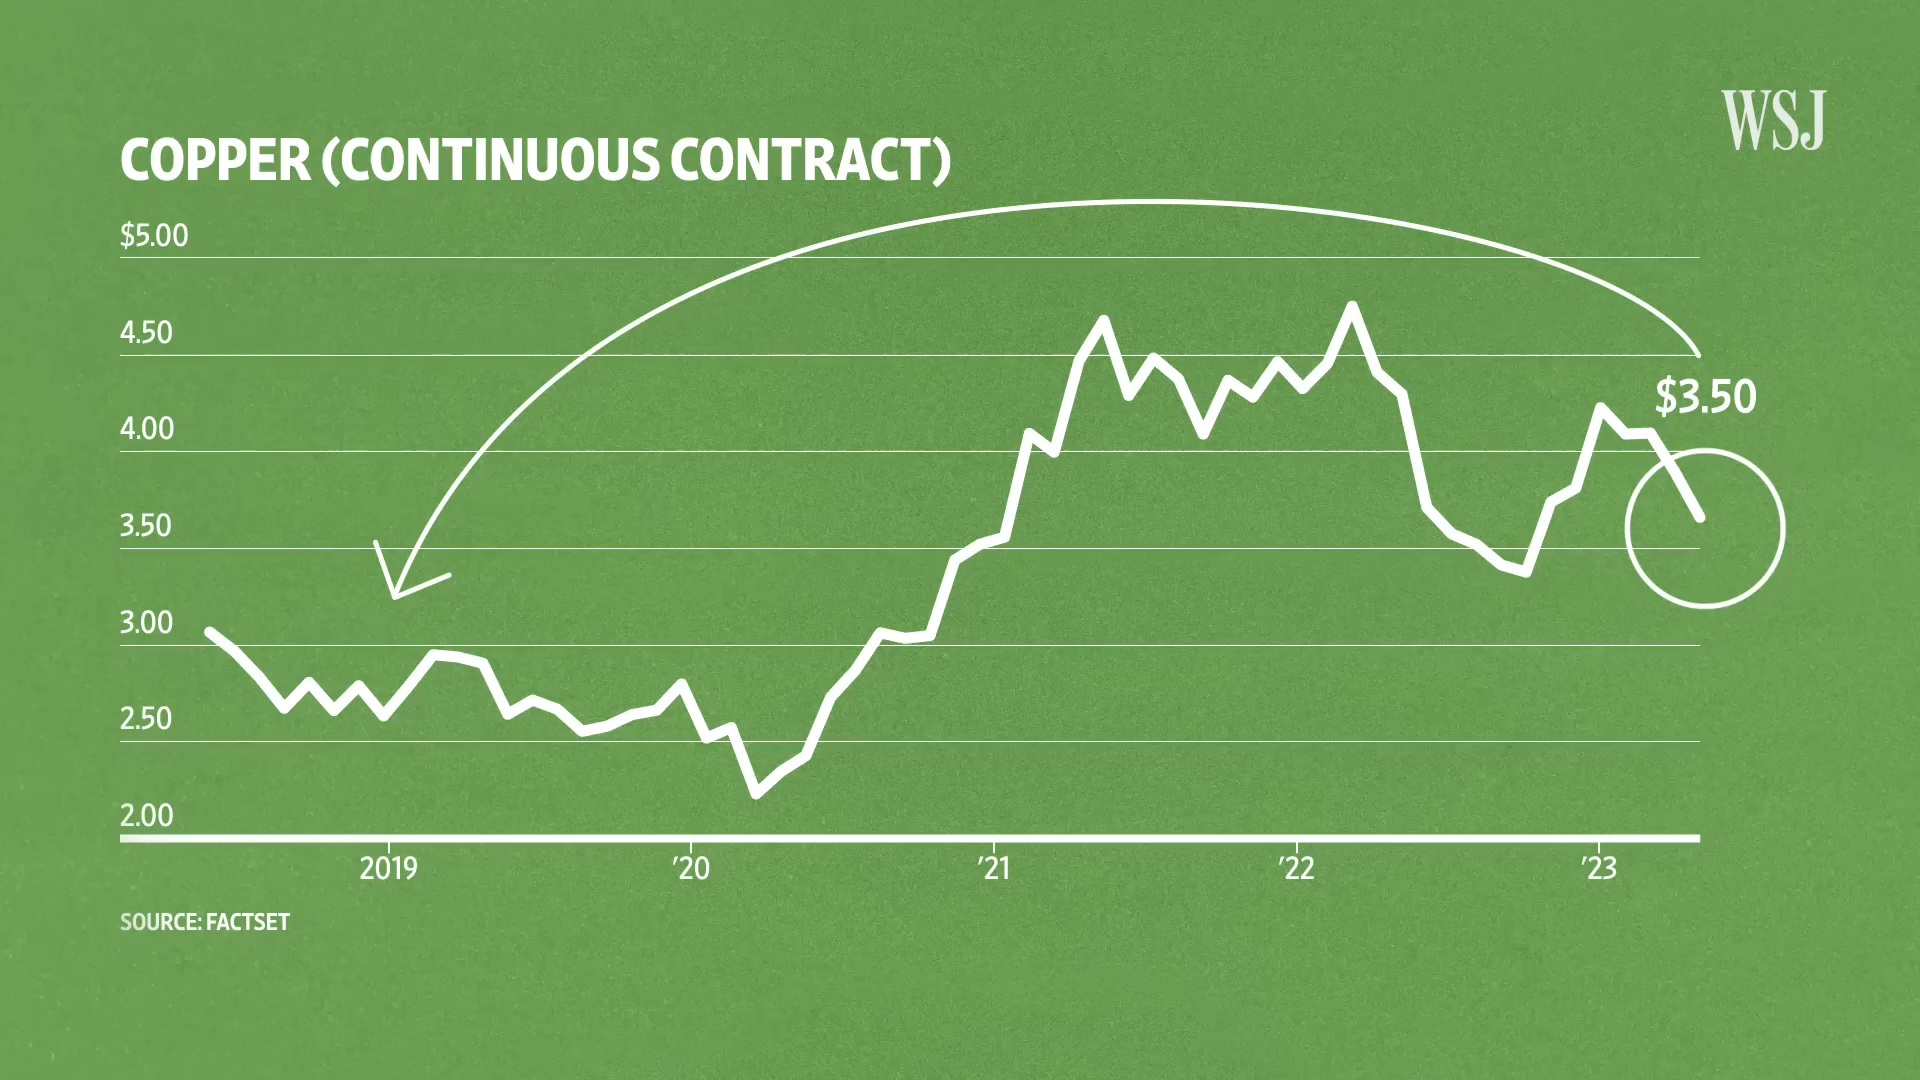 WSJ
COPPER (CONTINUOUS CONTRACT)
$5.00
4.50
$3.50
4.00
3.50
3.00
2.50
2.00
2019 ’20 ’21 ’22 ’23
SOURCE: FACTSET